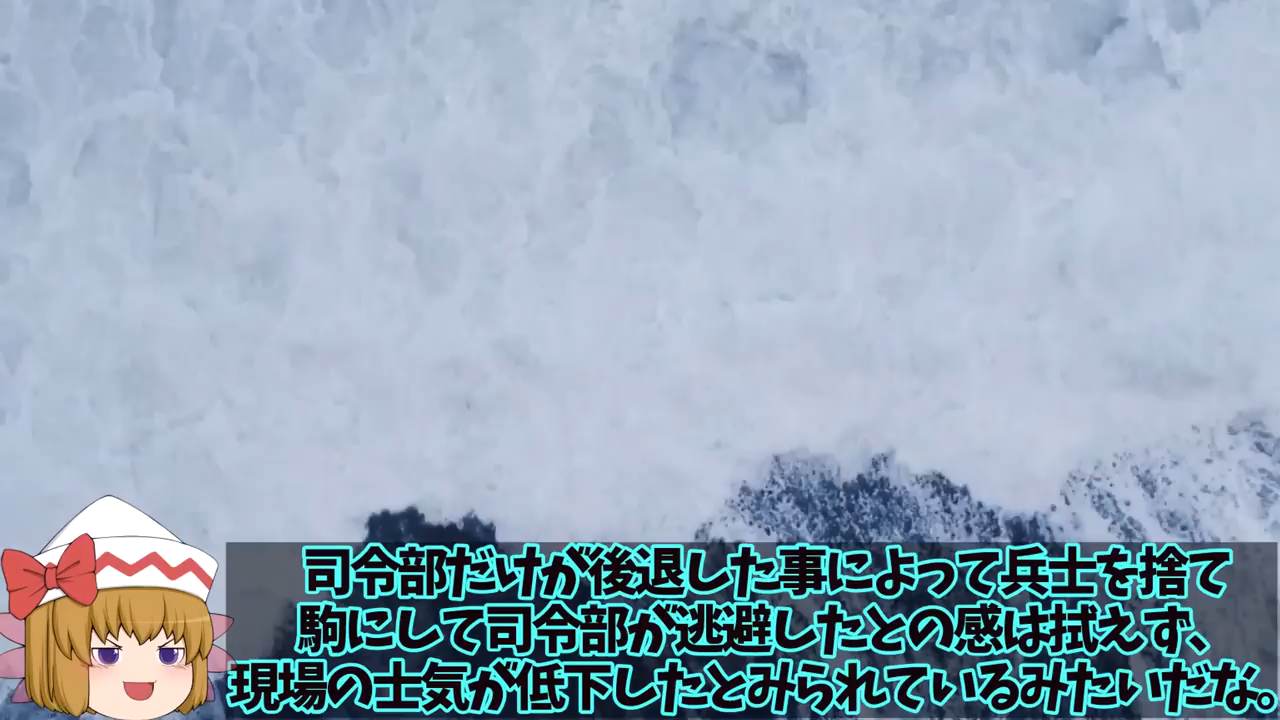 司令部だけが後退した事によって兵士を捨て
駒にして司令部が逃避したとの感は拭えず、
現場の士気が低下したとみられているみたいだな。